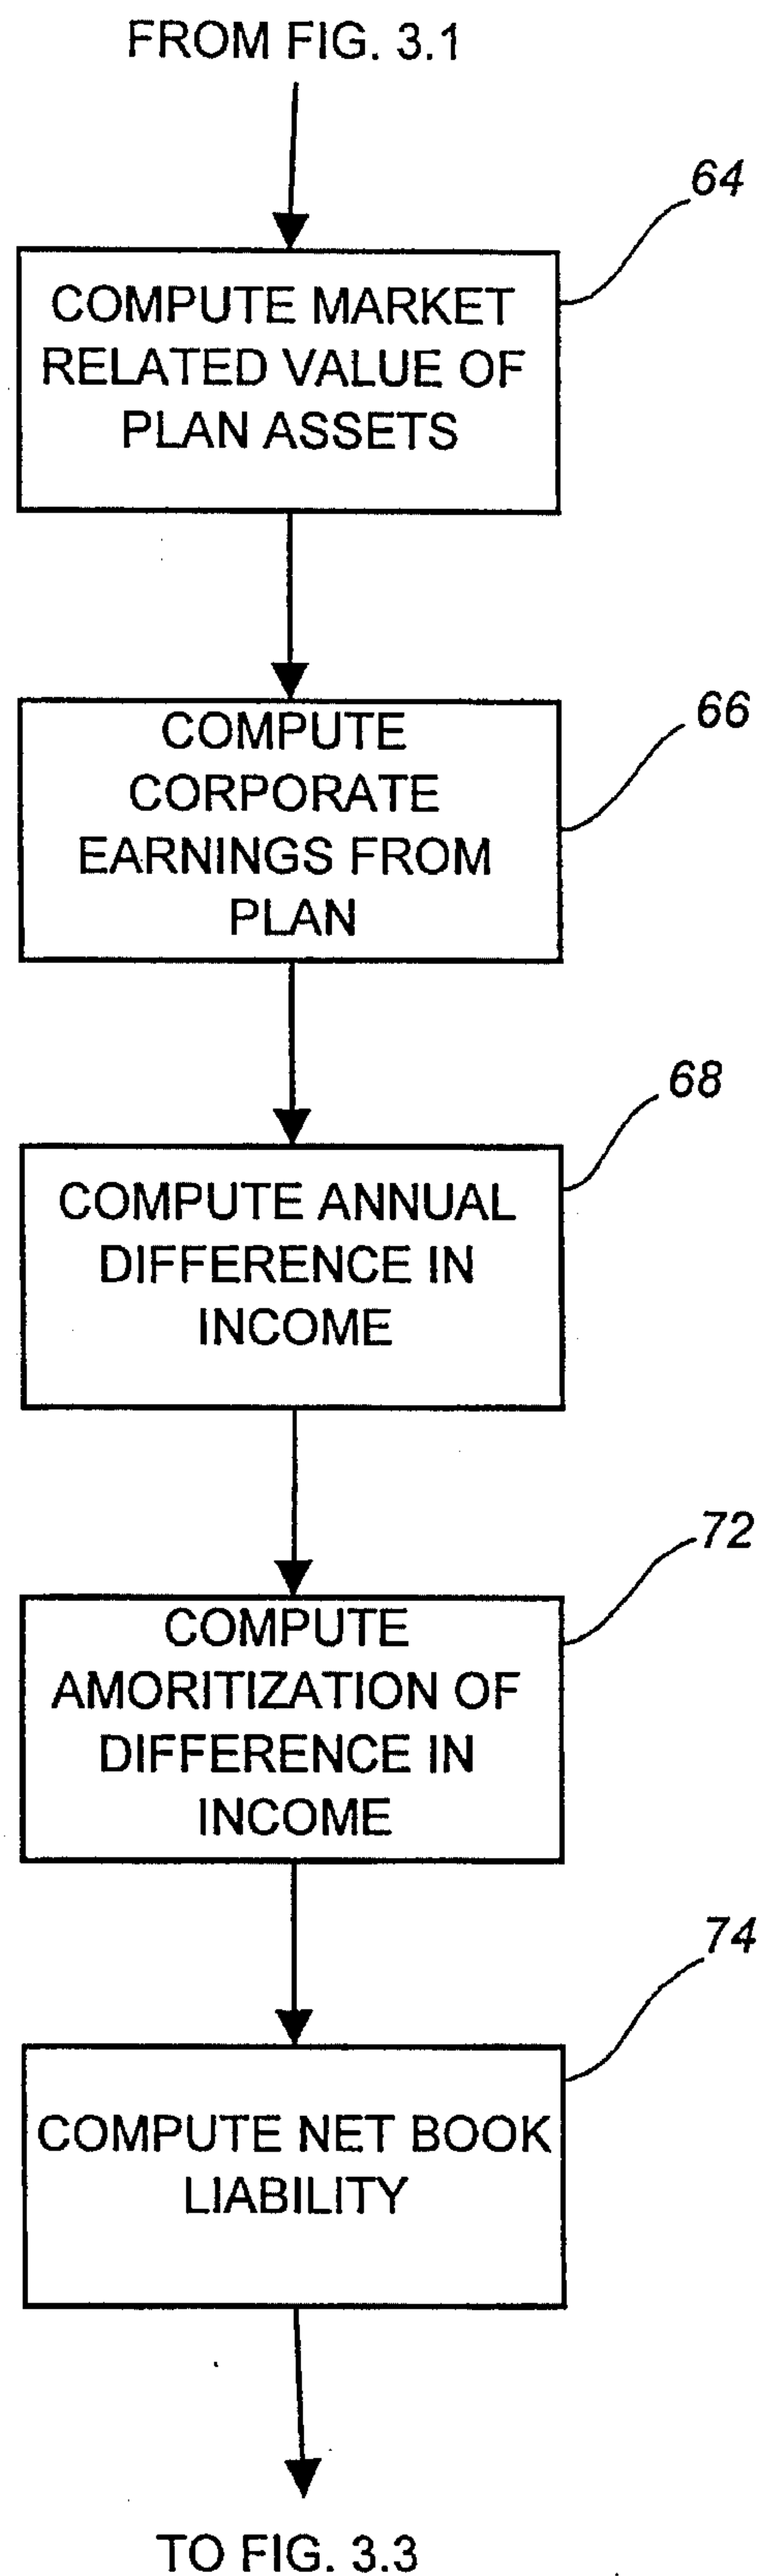 FROM FIG. 3.1
64
COMPUTE MARKET
RELATED VALUE OF
PLAN ASSETS
66
COMPUTE
CORPORATE
EARNINGS FROM
PLAN
68
COMPUTE ANNUAL
DIFFERENCE IN
INCOME
72
COMPUTE
AMORITIZATION OF
DIFFERENCE IN
INCOME
74
COMPUTE NET BOOK
LIABILITY
TO FIG. 3.3